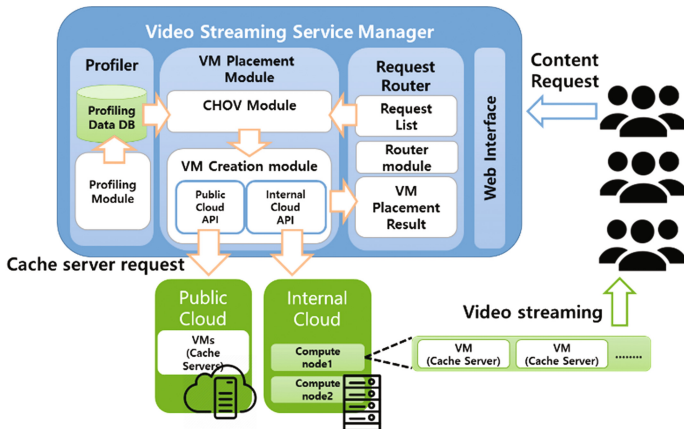 Video Streaming Service Manager
Profiler
Profiling
Data DB
Profiling
Module
VM Placement
Module
CHOV Module
VM Creation module
Public
Cloud
API
Internal
Cloud
API
Request
Router
Request
List
Router
module
VM
Placement
Result
Web Interface
Content
Request
Cache server request
Public
Cloud
VMs
(Cache
Servers)
Internal
Cloud
Compute
node1
Compute
node2
Video streaming
VM
(Cache Server)
VM
(Cache Server)
........